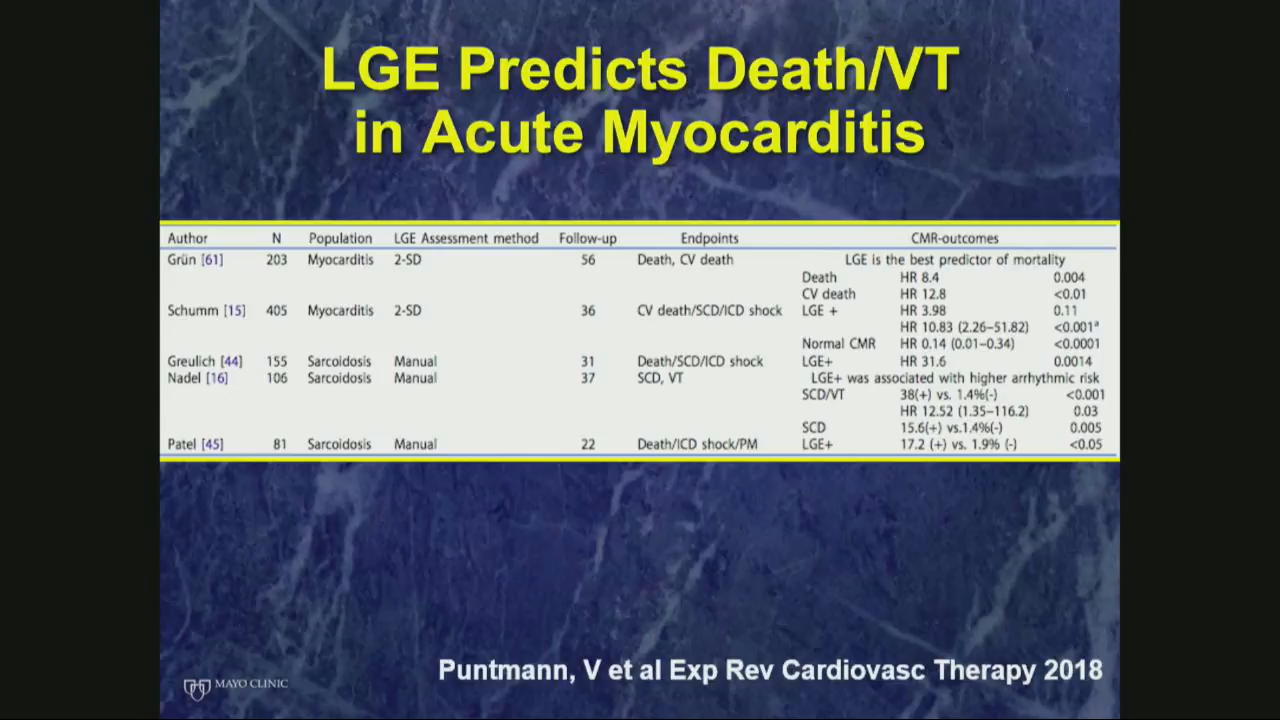 LGE Predicts Death/VT
in Acute Myocarditis
Author N Population LGE Assessment method Follow-up Endpoints CMR-outcomes
Grün [61] 203 Myocarditis 2-SD 56 Death, CV death LGE is the best predictor of mortality
Death HR 8.4 0.004
CV death HR 12.8 <0.01
Schumm [15] 405 Myocarditis 2-SD 36 CV death/SCD/ICD shock LGE + HR 3.98 0.11
HR 10.83 (2.26–51.82) <0.001ᵃ
Normal CMR HR 0.14 (0.01–0.34) <0.0001
Greulich [44] 155 Sarcoidosis Manual 31 Death/SCD/ICD shock LGE+ HR 31.6 0.0014
Nadel [16] 106 Sarcoidosis Manual 37 SCD, VT LGE+ was associated with higher arrhythmic risk
SCD/VT 38(+) vs. 1.4%(-) <0.001
HR 12.52 (1.35–116.2) 0.03
SCD 15.6(+) vs.1.4%(-) 0.005
Patel [45] 81 Sarcoidosis Manual 22 Death/ICD shock/PM LGE+ 17.2 (+) vs. 1.9% (-) <0.05
Puntmann, V et al Exp Rev Cardiovasc Therapy 2018
MAYO CLINIC